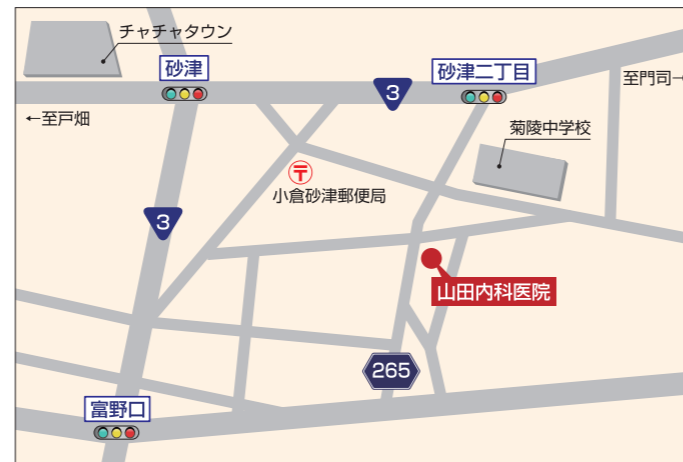 チャチャタウン
砂津
砂津二丁目
3
至門司→
←至戸畑
菊陵中学校
〒
小倉砂津郵便局
3
山田内科医院
265
富野口